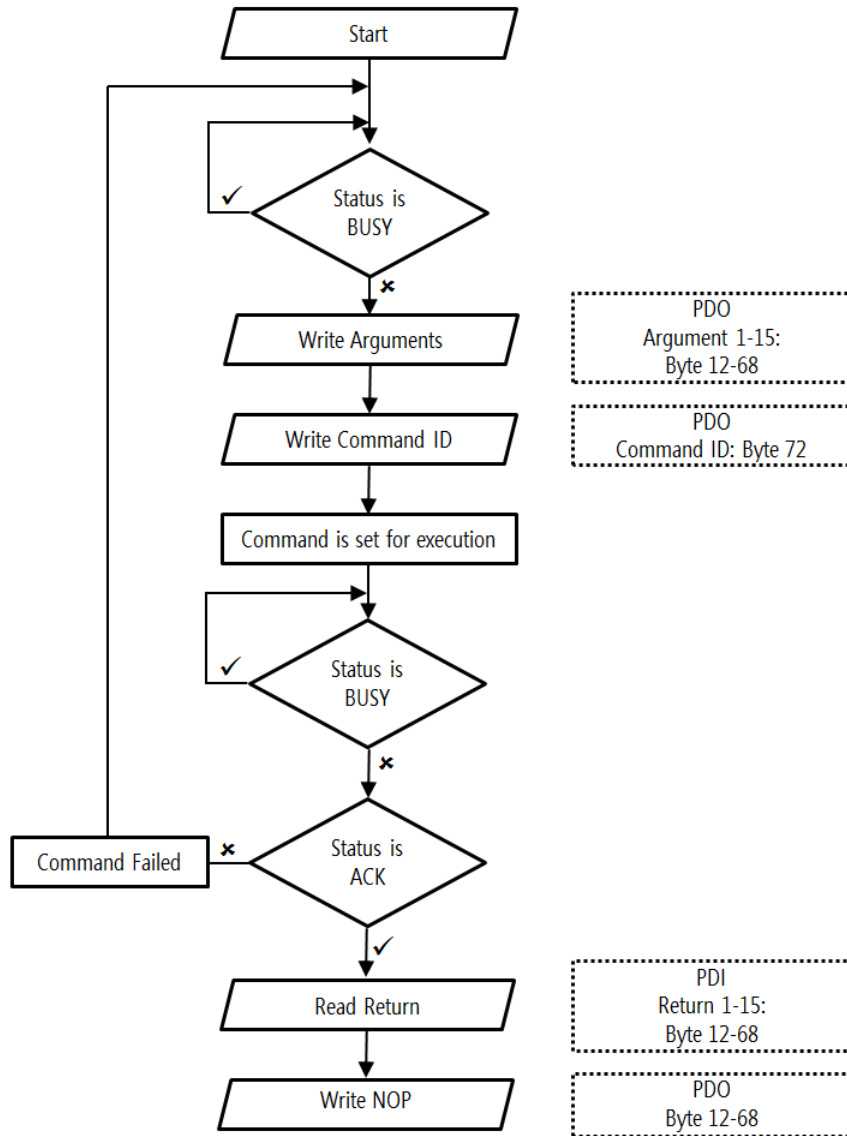 Start
Status is
BUSY
✓
✗
Write Arguments
PDO
Argument 1-15:
Byte 12-68
Write Command ID
PDO
Command ID: Byte 72
Command is set for execution
Status is
BUSY
✓
✗
Command Failed
✗
Status is
ACK
✓
Read Return
PDI
Return 1-15:
Byte 12-68
Write NOP
PDO
Byte 12-68